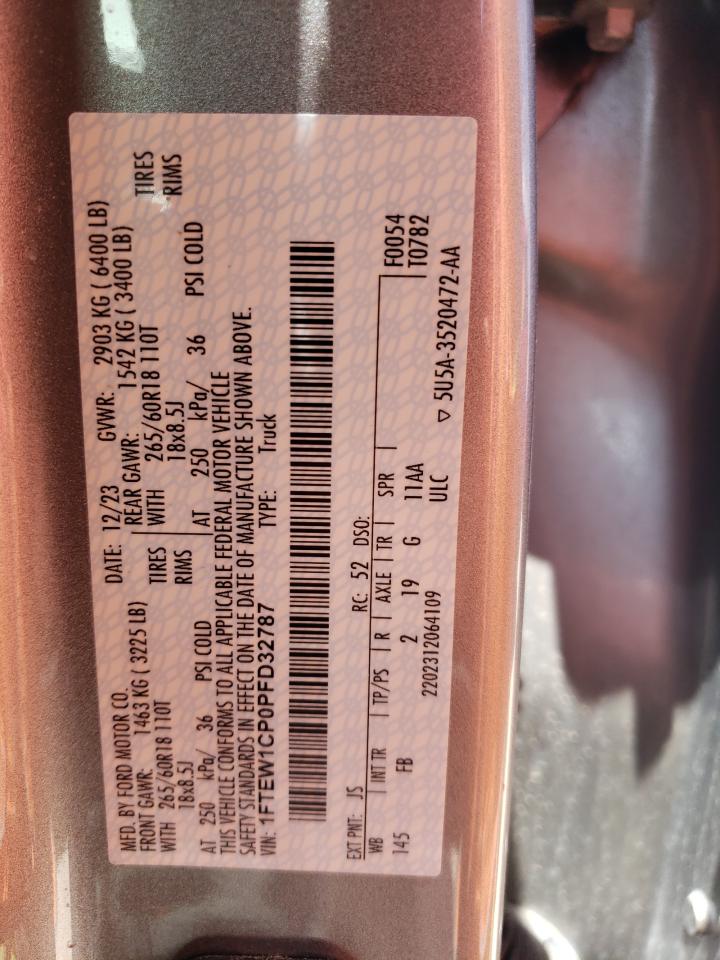 MFD. BY FORD MOTOR CO. DATE: 12/23 GVWR: 2903 KG ( 6400 LB)
FRONT GAWR: 1463 KG ( 3225 LB) REAR GAWR: 1542 KG ( 3400 LB)
WITH 265/60R18 110T TIRES WITH 265/60R18 110T TIRES
18x8.5J RIMS 18x8.5J RIMS
AT 250 kPa/ 36 PSI COLD AT 250 kPa/ 36 PSI COLD
THIS VEHICLE CONFORMS TO ALL APPLICABLE FEDERAL MOTOR VEHICLE
SAFETY STANDARDS IN EFFECT ON THE DATE OF MANUFACTURE SHOWN ABOVE.
VIN: 1FTEW1CP0PFD32787 TYPE: Truck
EXT PNT: JS RC: 52 DSO:
WB INT TR TP/PS R AXLE TR SPR F0054
145 FB 2 19 G 11AA T0782
2202312064109 ULC ▽ 5U5A-3520472-AA